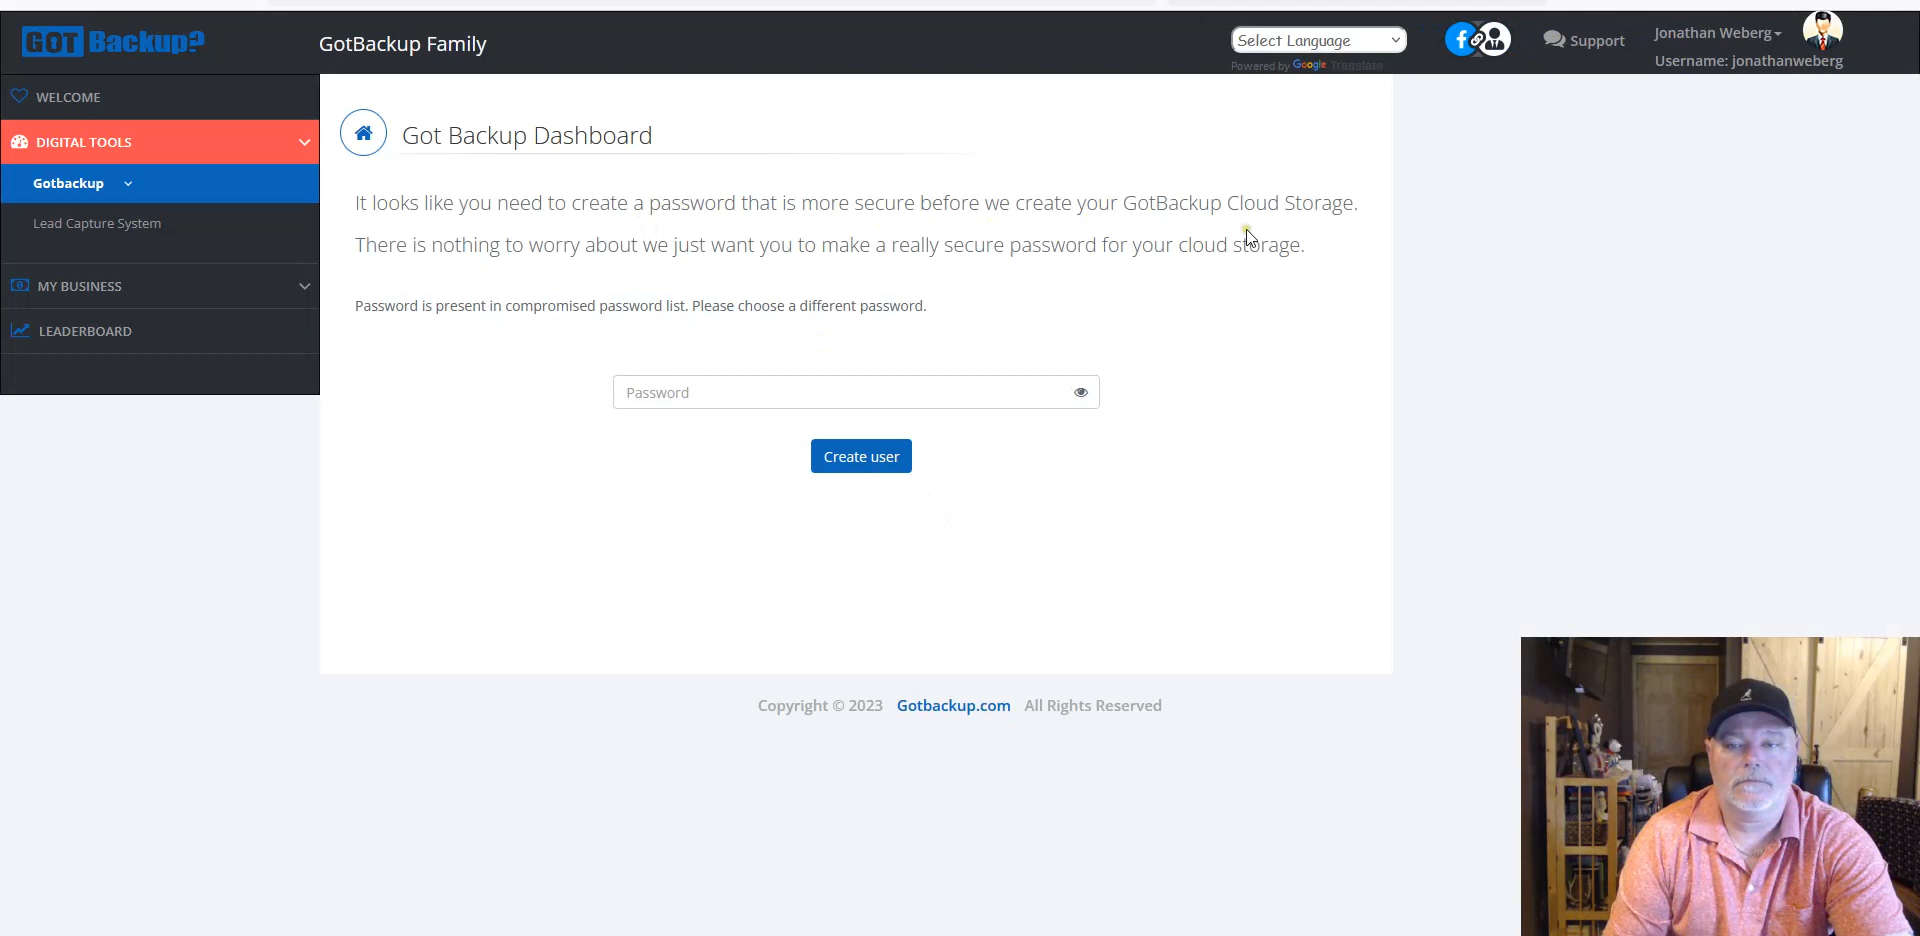 GOT Backup?
GotBackup Family
Select Language
Powered by Google Translate
Support
Jonathan Weberg
Username: jonathanweberg
WELCOME
DIGITAL TOOLS
Gotbackup
Lead Capture System
MY BUSINESS
LEADERBOARD
Got Backup Dashboard
It looks like you need to create a password that is more secure before we create your GotBackup Cloud Storage.
There is nothing to worry about we just want you to make a really secure password for your cloud storage.
Password is present in compromised password list. Please choose a different password.
Password
Create user
Copyright © 2023 Gotbackup.com All Rights Reserved